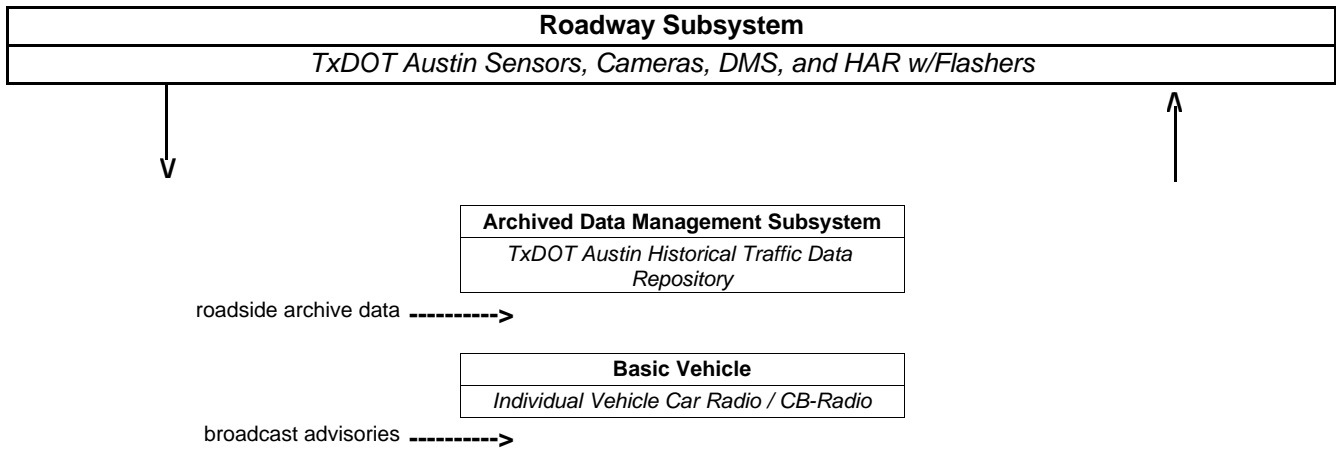 Roadway Subsystem
TxDOT Austin Sensors, Cameras, DMS, and HAR w/Flashers
Archived Data Management Subsystem
TxDOT Austin Historical Traffic Data
Repository
roadside archive data ---------->
Basic Vehicle
Individual Vehicle Car Radio / CB-Radio
broadcast advisories ---------->